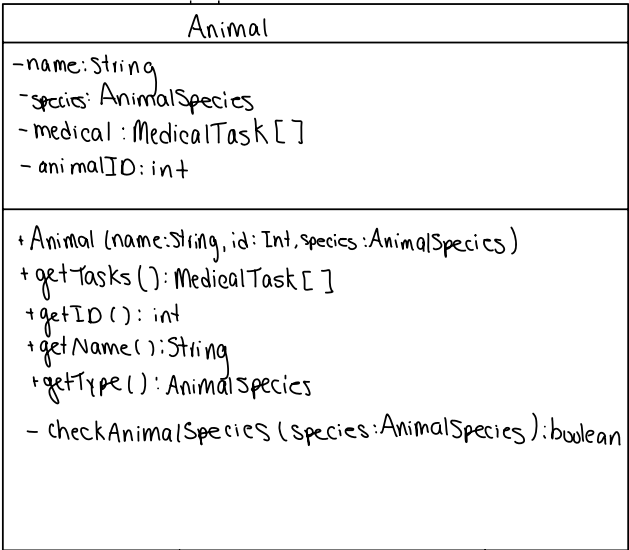 Animal
-name:String
-species: AnimalSpecies
-medical: MedicalTask[]
-animalID: int
+Animal (name:String, id: Int, species:AnimalSpecies)
+getTasks(): MedicalTask[]
+getID(): int
+getName():String
+getType(): AnimalSpecies
- checkAnimalSpecies (species:AnimalSpecies):boolean